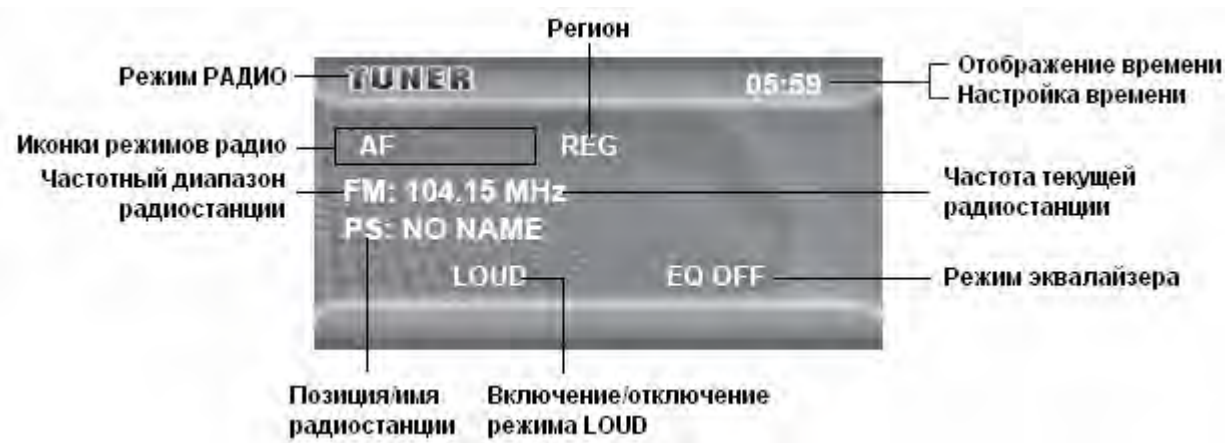 Регион
Режим РАДИО
TUNER
05:59
Отображение времени
Настройка времени
Иконки режимов радио
AF
REG
Частотный диапазон
радиостанции
FM: 104.15 MHz
PS: NO NAME
Частота текущей
радиостанции
LOUD
EQ OFF
Режим эквалайзера
Позиция/имя
радиостанции
Включение/отключение
режима LOUD